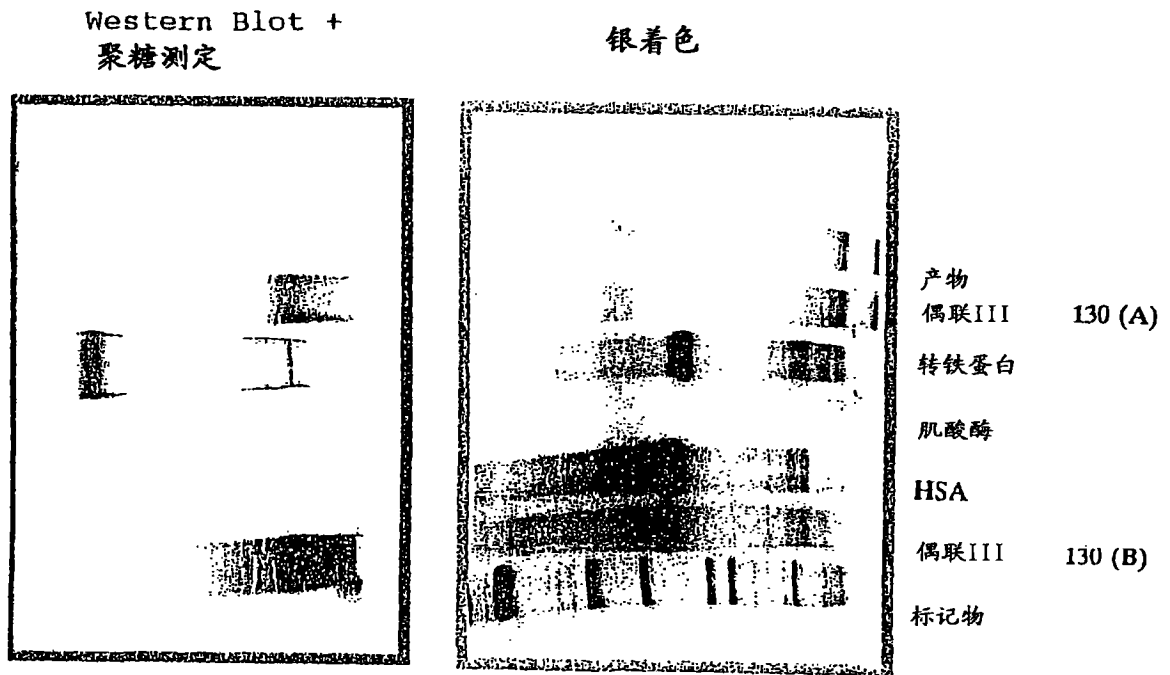 Western Blot +
聚糖测定
银着色
产物
偶联III 130 (A)
转铁蛋白
肌酸酶
HSA
偶联III 130 (B)
标记物